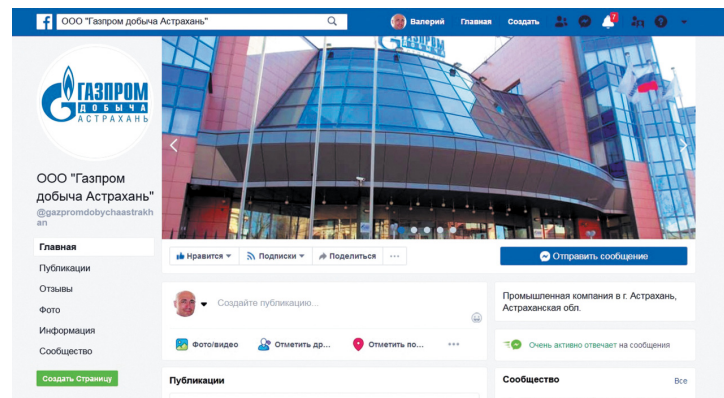 ООО "Газпром добыча Астрахань"
Валерий Главная Создать 7
ГАЗПРОМ
ДОБЫЧА
АСТРАХАНЬ
ГАЗПРОМ
ООО "Газпром
добыча Астрахань"
@gazpromdobychaastrakh
an
Главная
Публикации
Отзывы
Фото
Информация
Сообщество
Создать Страницу
Нравится Подписки Поделиться ...
Отправить сообщение
Создайте публикацию...
Фото/видео Отметить др... Отметить по... ...
Публикации
Промышленная компания в г. Астрахань,
Астраханская обл.
Очень активно отвечает на сообщения
Сообщество Все